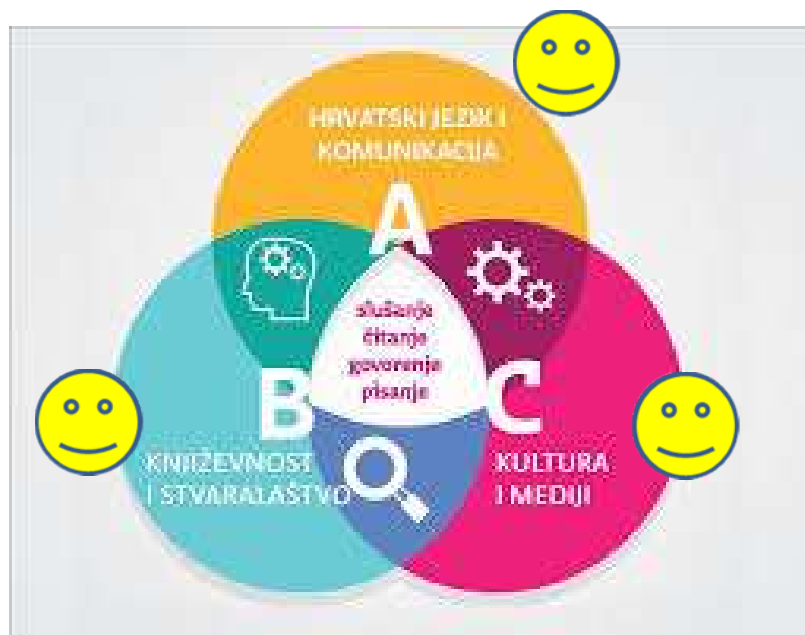 HRVATSKI JEZIK I
KOMUNIKACIJA
A
slušanje
čitanje
govorenje
pisanje
B
C
KNJIŽEVNOST
I STVARALAŠTVO
KULTURA
I MEDIJI